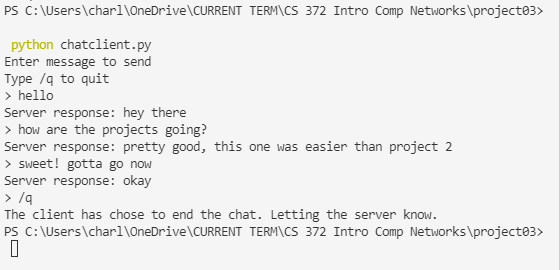 PS C:\Users\charl\OneDrive\CURRENT TERM\CS 372 Intro Comp Networks\project03>
python chatclient.py
Enter message to send
Type /q to quit
> hello
Server response: hey there
> how are the projects going?
Server response: pretty good, this one was easier than project 2
> sweet! gotta go now
Server response: okay
> /q
The client has chose to end the chat. Letting the server know.
PS C:\Users\charl\OneDrive\CURRENT TERM\CS 372 Intro Comp Networks\project03>